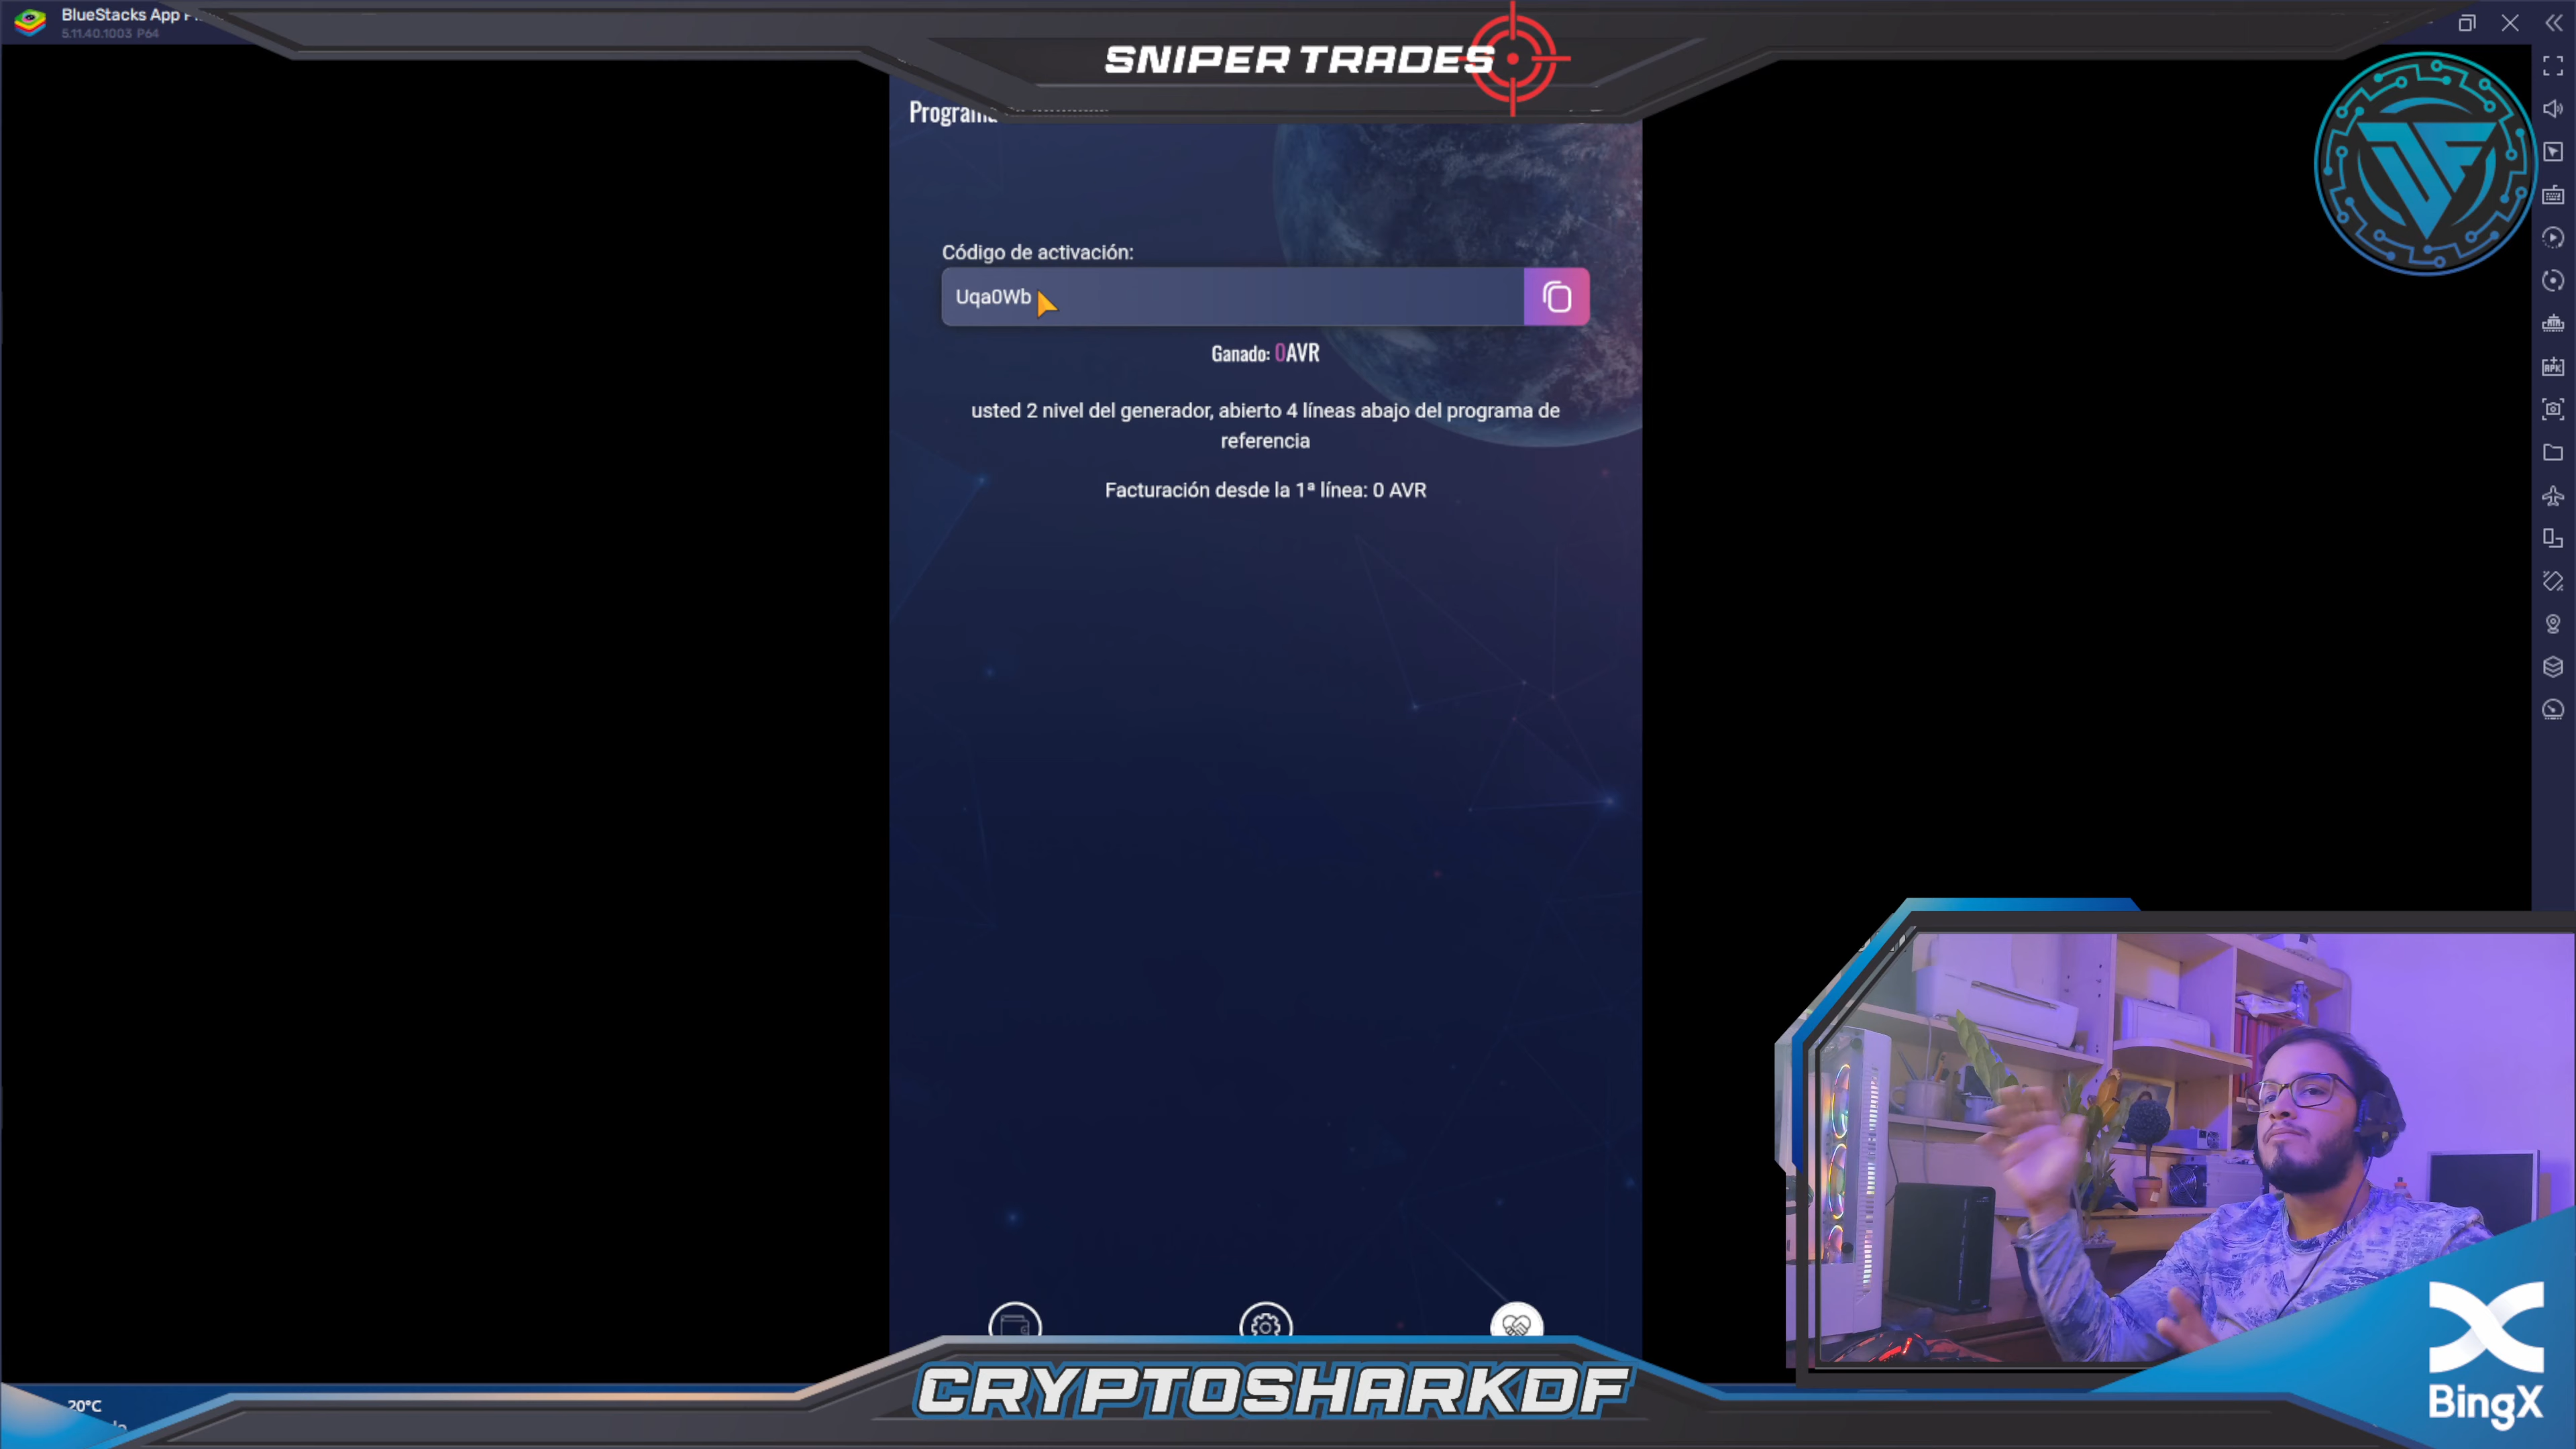 BlueStacks App
5.11.40.1003 P64
SNIPER TRADES
Código de activación:
Uqa0Wb
Ganado: 0AVR
usted 2 nivel del generador, abierto 4 líneas abajo del programa de
referencia
Facturación desde la 1ª línea: 0 AVR
20°C
CRYPTOSHARKDF
BingX